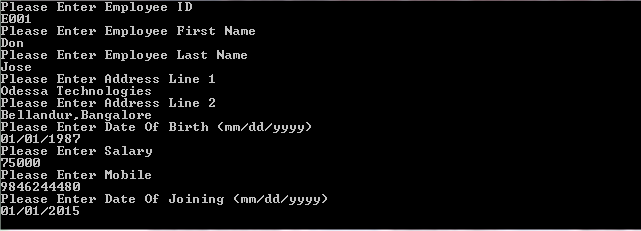 Please Enter Employee ID
E001
Please Enter Employee First Name
Don
Please Enter Employee Last Name
Jose
Please Enter Address Line 1
Odessa Technologies
Please Enter Address Line 2
Bellandur,Bangalore
Please Enter Date Of Birth (mm/dd/yyyy)
01/01/1987
Please Enter Salary
75000
Please Enter Mobile
9846244480
Please Enter Date Of Joining (mm/dd/yyyy)
01/01/2015